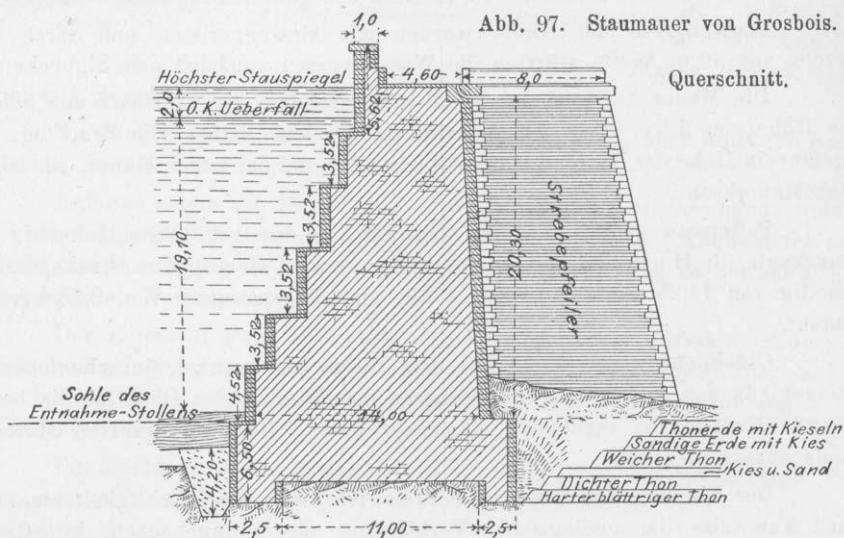 Abb. 97. Staumauer von Grosbois.
Querschnitt.
1,0
4,60
8,0
Höchster Stauspiegel
2,0
O.K. Ueberfall
5,62
3,52
3,52
3,52
3,52
4,52
19,10
20,30
Strebepfeiler
Sohle des
Entnahme-Stollens
14,00
6,50
4,20
Thonerde mit Kieseln
Sandige Erde mit Kies
Weicher Thon
Kies u. Sand
Dichter Thon
Harter blättriger Thon
2,5
11,00
2,5